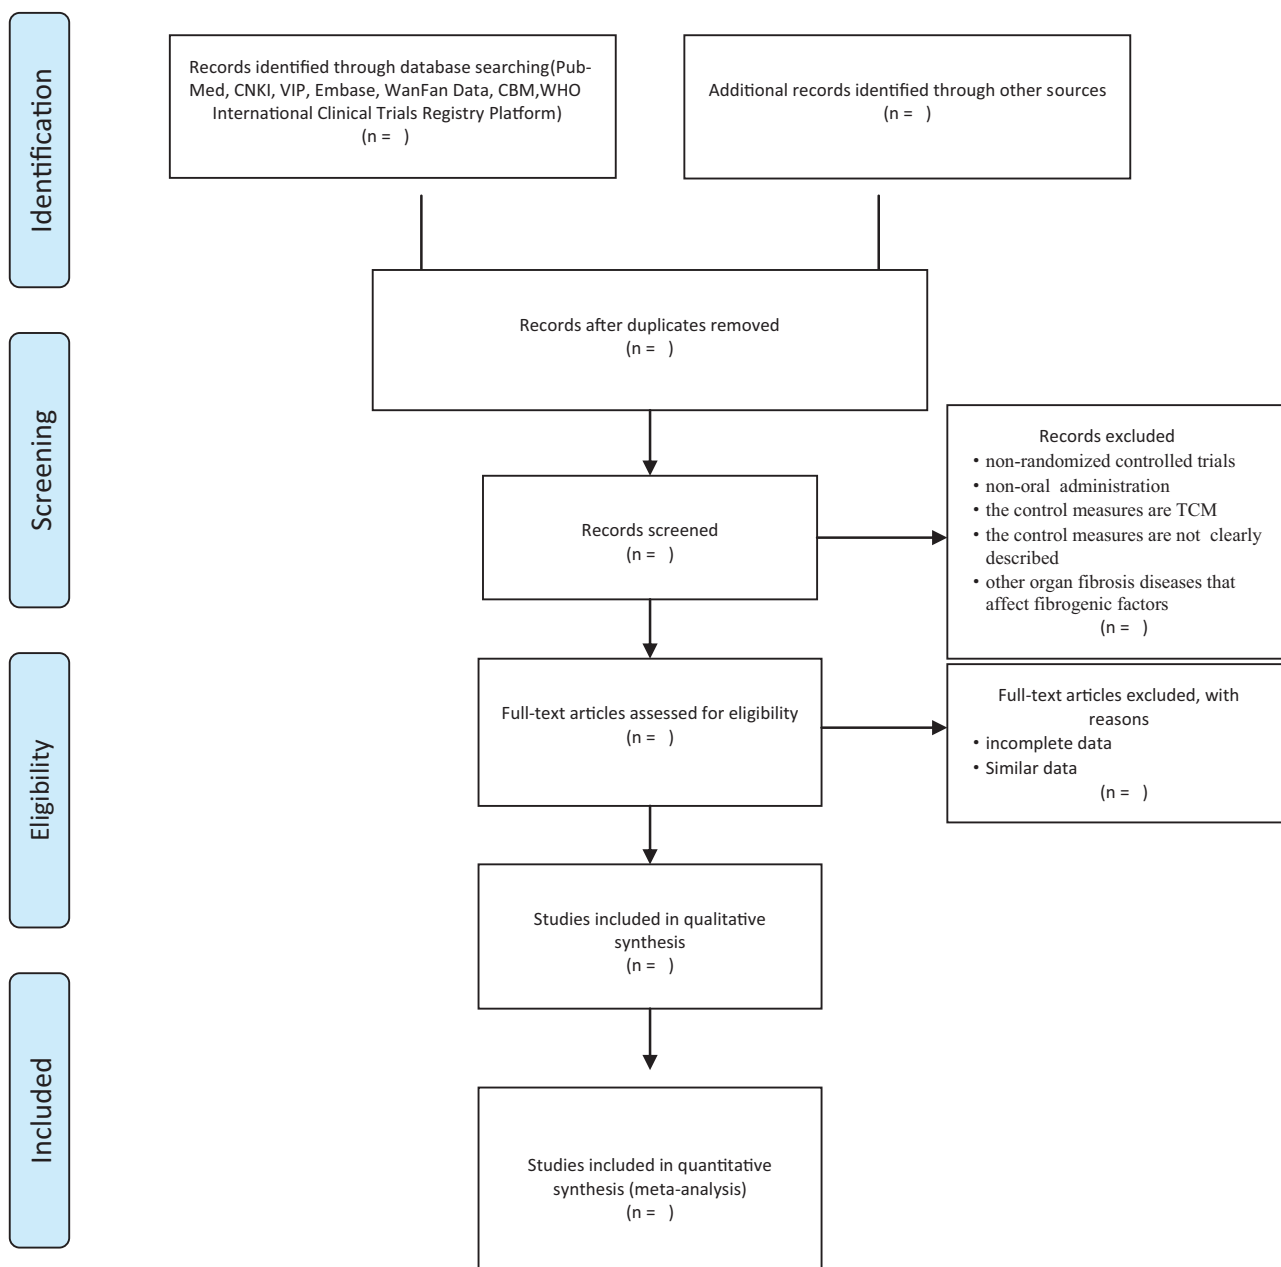 Identification
Records identified through database searching(Pub-
Med, CNKI, VIP, Embase, WanFan Data, CBM,WHO
International Clinical Trials Registry Platform)
(n =   )
Additional records identified through other sources
(n =   )
Records after duplicates removed
(n =   )
Screening
Records screened
(n =   )
Records excluded
• non-randomized controlled trials
• non-oral  administration
• the control measures are TCM
• the control measures are not  clearly
described
• other organ fibrosis diseases that
affect fibrogenic factors
(n =   )
Eligibility
Full-text articles assessed for eligibility
(n =   )
Full-text articles excluded, with
reasons
• incomplete data
• Similar data
(n =   )
Studies included in qualitative
synthesis
(n =   )
Included
Studies included in quantitative
synthesis (meta-analysis)
(n =   )